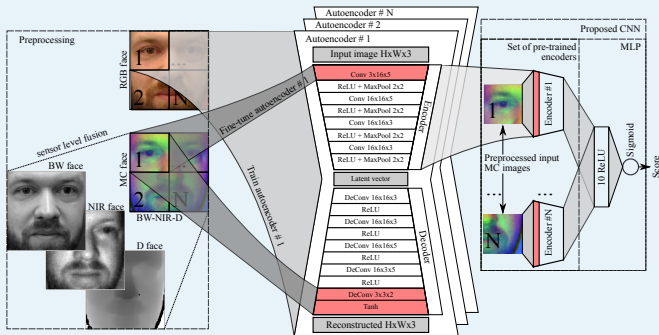 Preprocessing
RGB face
1
...
2
N
sensor level fusion
BW face
NIR face
D face
MC face
1
...
2
N
BW-NIR-D
Fine-tune autoencoder # 1
Train autoencoder # 1
Autoencoder # N
Autoencoder # 2
Autoencoder # 1
Input image HxWx3
Conv 3x16x5
ReLU + MaxPool 2x2
Conv 16x16x5
ReLU + MaxPool 2x2
Conv 16x16x3
ReLU + MaxPool 2x2
Conv 16x16x3
ReLU + MaxPool 2x2
Encoder
Latent vector
DeConv 16x16x3
ReLU
DeConv 16x16x3
ReLU
DeConv 16x16x5
ReLU
DeConv 16x3x5
ReLU
DeConv 3x3x2
Tanh
Decoder
Reconstructed HxWx3
Proposed CNN
Set of pre-trained
encoders
MLP
1
Encoder #1
Preprocessed input
MC images
...
...
N
Encoder #N
10 ReLU
Sigmoid
Score